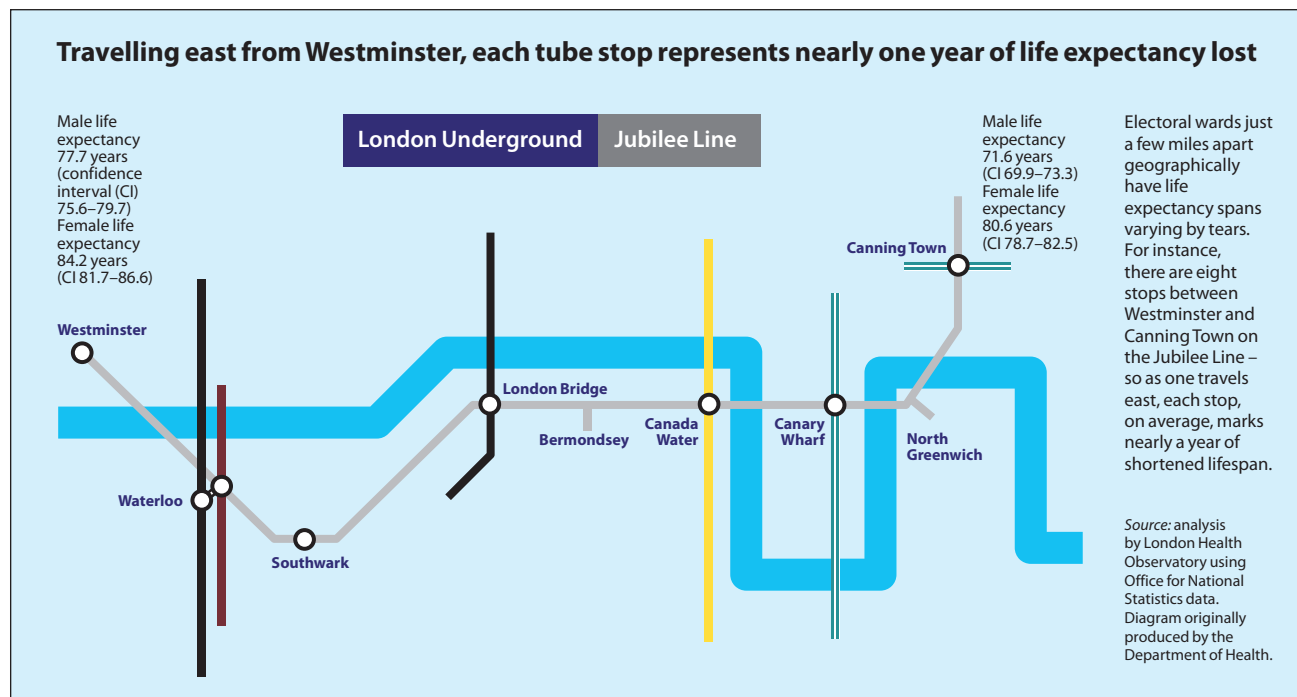 Travelling east from Westminster, each tube stop represents nearly one year of life expectancy lost
Male life
expectancy
77.7 years
(confidence
interval (CI)
75.6–79.7)
Female life
expectancy
84.2 years
(CI 81.7–86.6)
London Underground
Jubilee Line
Male life
expectancy
71.6 years
(CI 69.9–73.3)
Female life
expectancy
80.6 years
(CI 78.7–82.5)
Westminster
Waterloo
Southwark
London Bridge
Bermondsey
Canada
Water
Canary
Wharf
North
Greenwich
Canning Town
Electoral wards just
a few miles apart
geographically
have life
expectancy spans
varying by tears.
For instance,
there are eight
stops between
Westminster and
Canning Town on
the Jubilee Line –
so as one travels
east, each stop,
on average, marks
nearly a year of
shortened lifespan.
Source: analysis
by London Health
Observatory using
Office for National
Statistics data.
Diagram originally
produced by the
Department of Health.